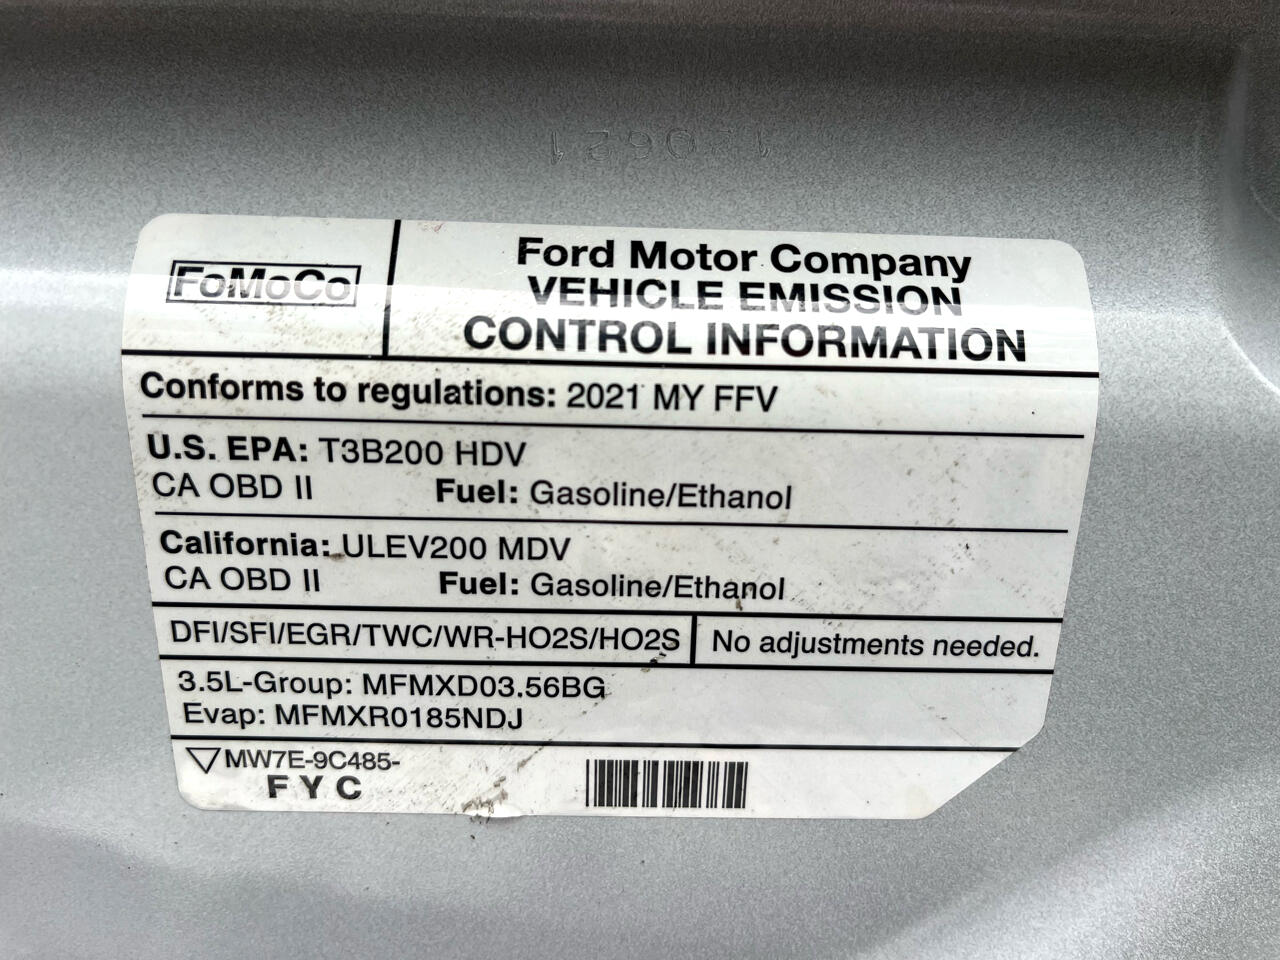 FoMoCo
Ford Motor Company
VEHICLE EMISSION
CONTROL INFORMATION
Conforms to regulations: 2021 MY FFV
U.S. EPA: T3B200 HDV
CA OBD II Fuel: Gasoline/Ethanol
California: ULEV200 MDV
CA OBD II Fuel: Gasoline/Ethanol
DFI/SFI/EGR/TWC/WR-HO2S/HO2S
No adjustments needed.
3.5L-Group: MFMXD03.56BG
Evap: MFMXR0185NDJ
MW7E-9C485-
FYC